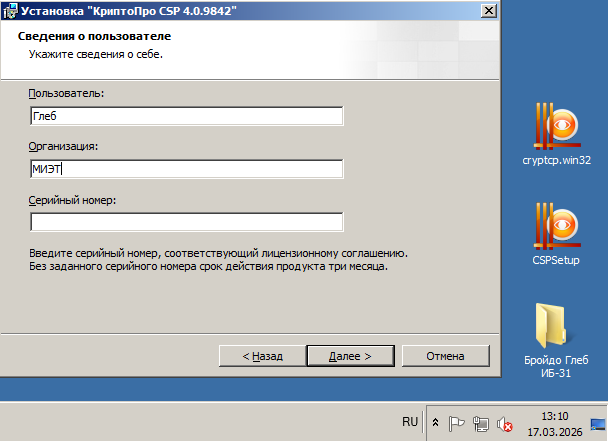 Установка "КриптоПро CSP 4.0.9842"
Сведения о пользователе
Укажите сведения о себе.
Пользователь:
Глеб
Организация:
МИЭТ
Серийный номер:
Введите серийный номер, соответствующий лицензионному соглашению.
Без заданного серийного номера срок действия продукта три месяца.
< Назад
Далее >
Отмена
cryptcp.win32
CSPSetup
Бройдо Глеб
ИБ-31
RU
13:10
17.03.2026